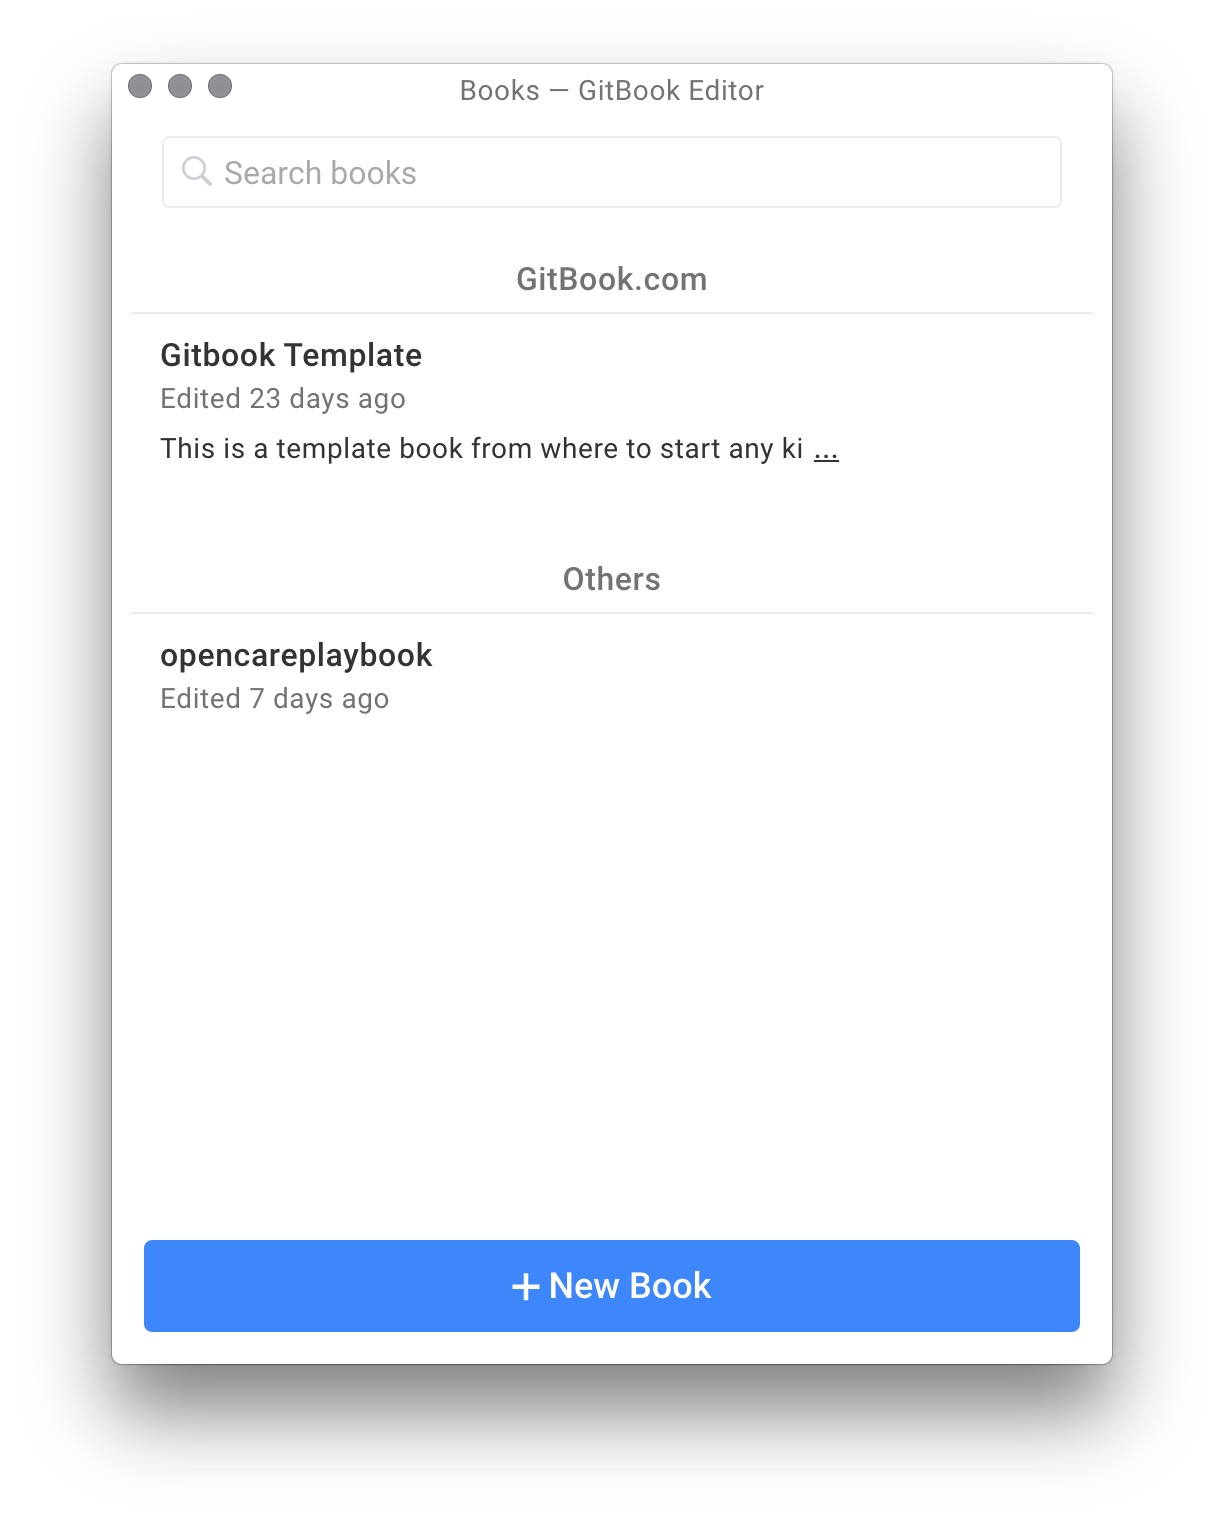 Books — GitBook Editor
Search books
GitBook.com
Gitbook Template
Edited 23 days ago
This is a template book from where to start any ki ...
Others
opencareplaybook
Edited 7 days ago
+ New Book